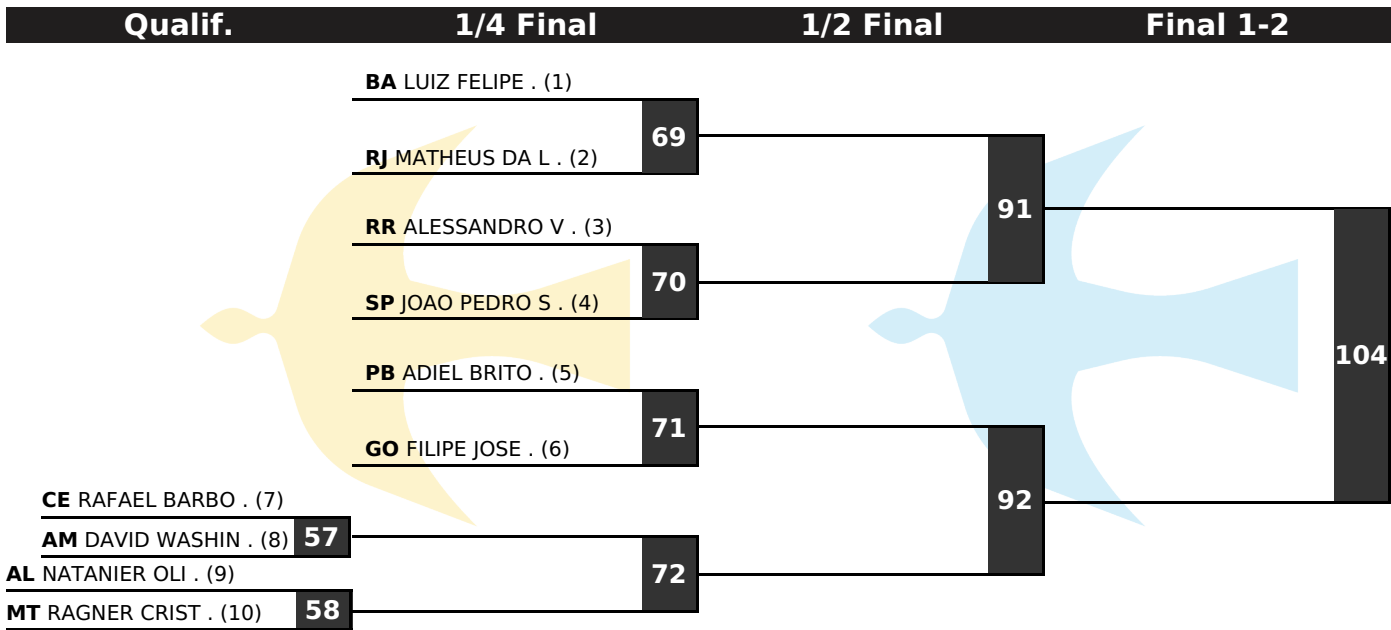 Qualif. 1/4 Final 1/2 Final Final 1-2
BA LUIZ FELIPE . (1)
69
RJ MATHEUS DA L . (2)
91
RR ALESSANDRO V . (3)
70
SP JOAO PEDRO S . (4)
104
PB ADIEL BRITO . (5)
71
GO FILIPE JOSE . (6)
CE RAFAEL BARBO . (7)
92
AM DAVID WASHIN . (8) 57
AL NATANIER OLI . (9)
72
MT RAGNER CRIST . (10) 58